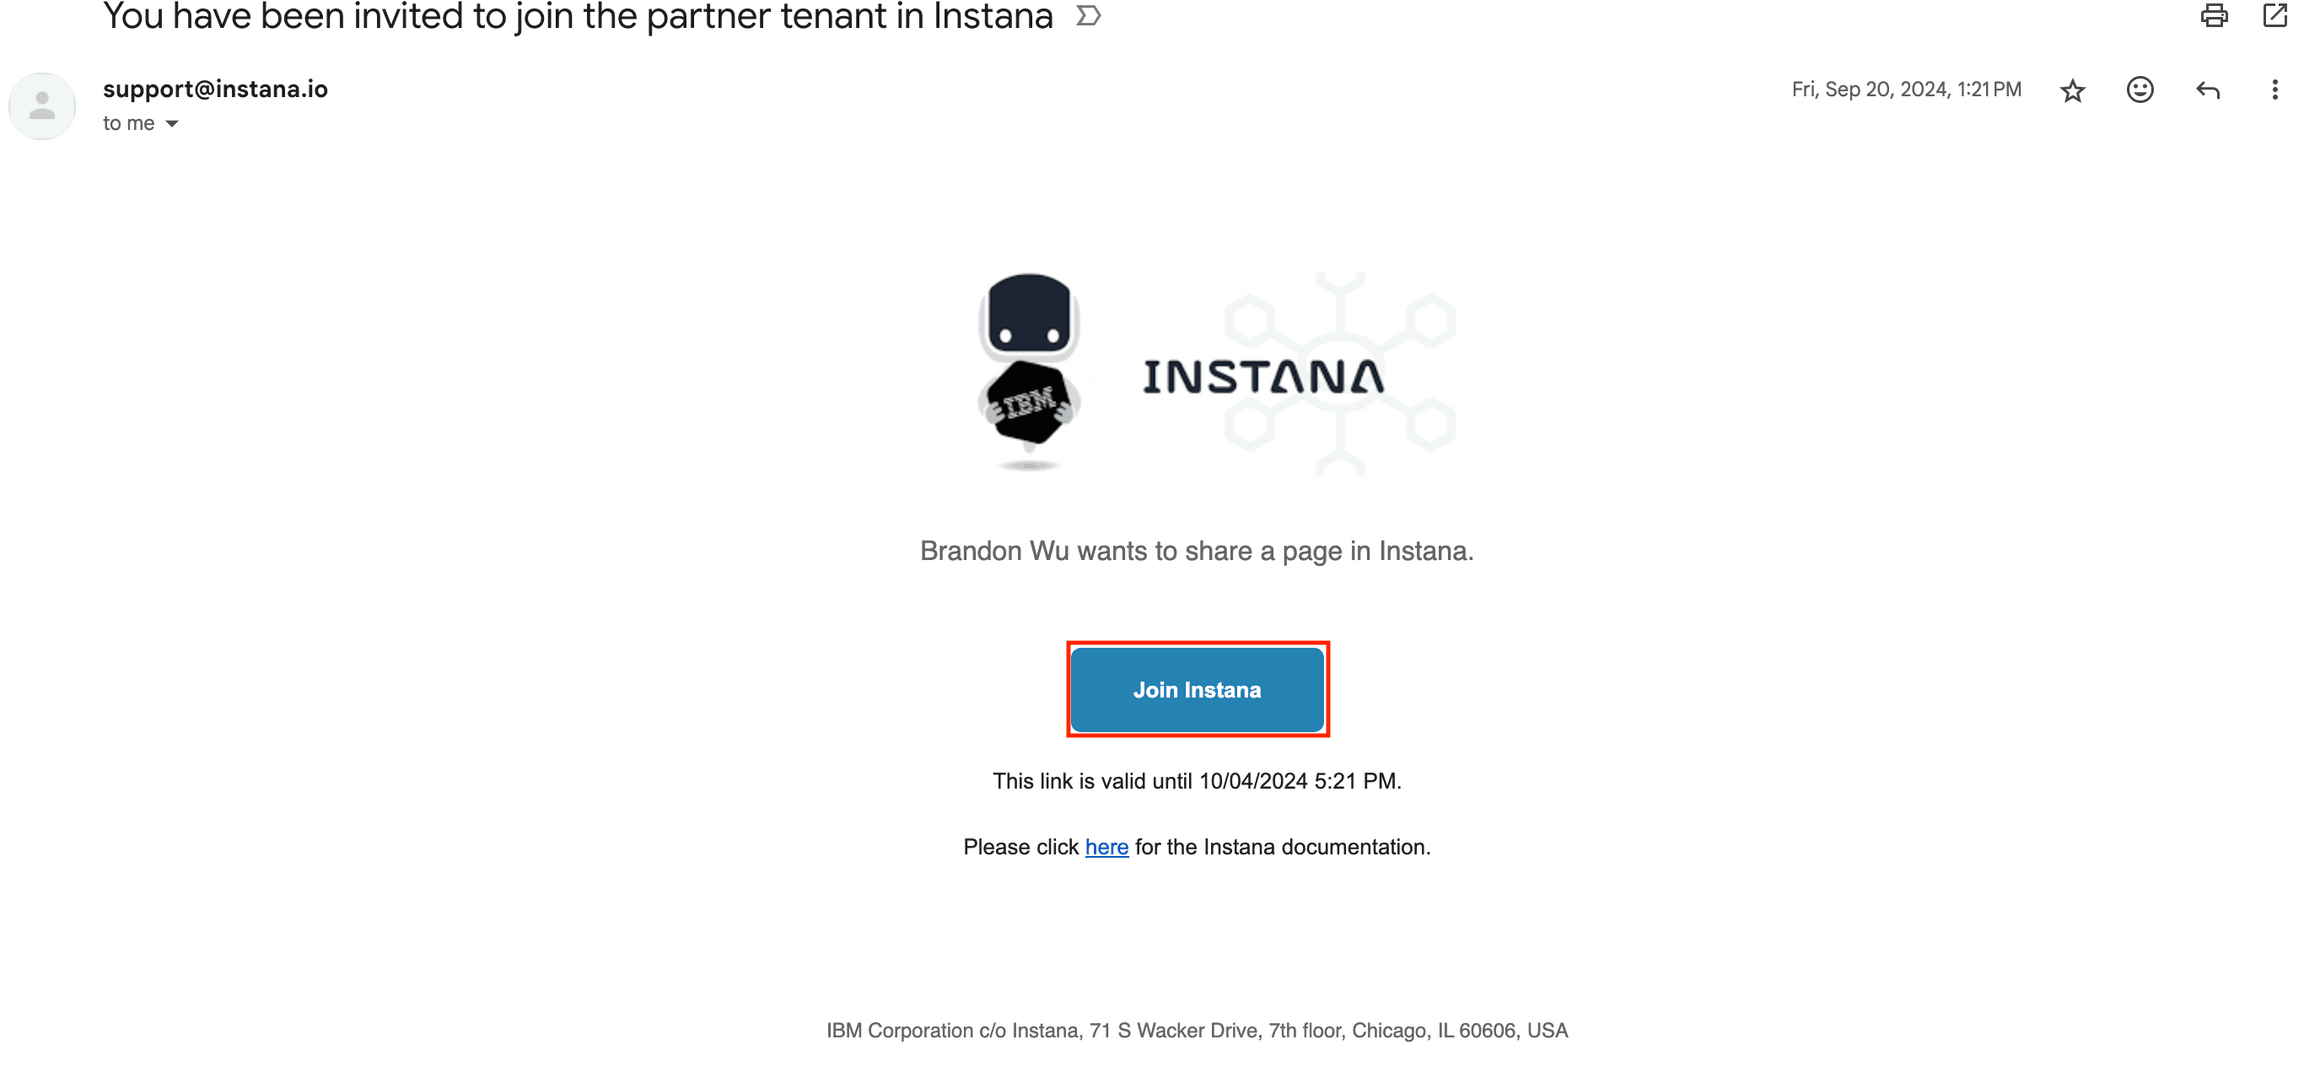 You have been invited to join the partner tenant in Instana
support@instana.io
Fri, Sep 20, 2024, 1:21 PM
to me
IBM
INSTANA
Brandon Wu wants to share a page in Instana.
Join Instana
This link is valid until 10/04/2024 5:21 PM.
Please click here for the Instana documentation.
IBM Corporation c/o Instana, 71 S Wacker Drive, 7th floor, Chicago, IL 60606, USA